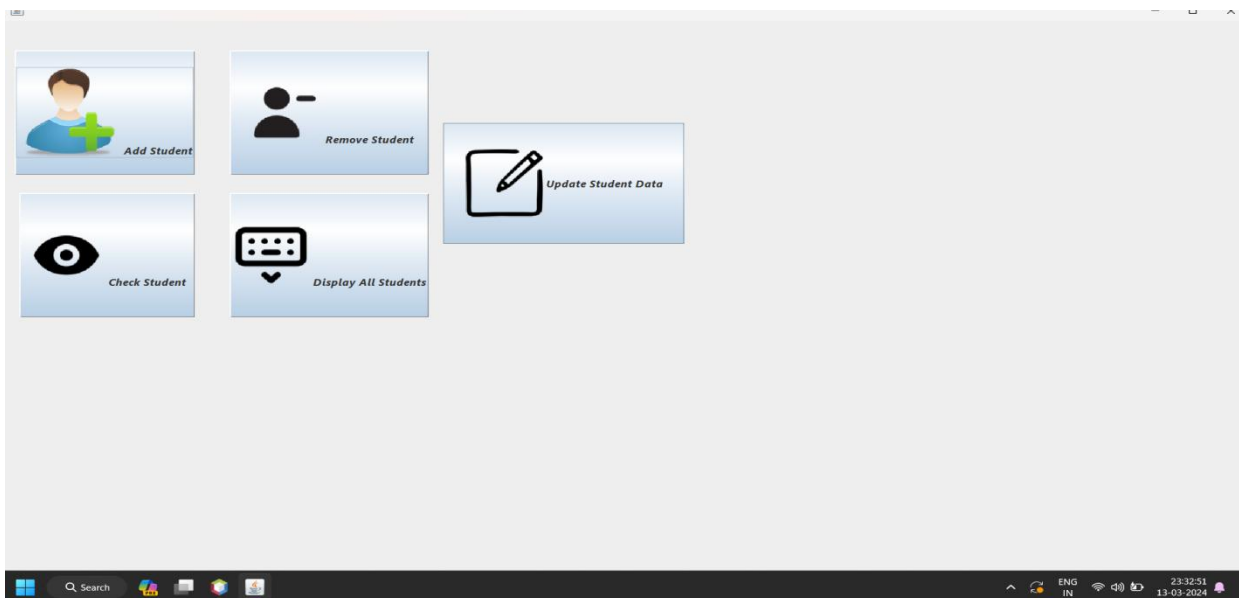 Add Student
Remove Student
Update Student Data
Check Student
Display All Students
Search
ENG
IN
23:32:51
13-03-2024